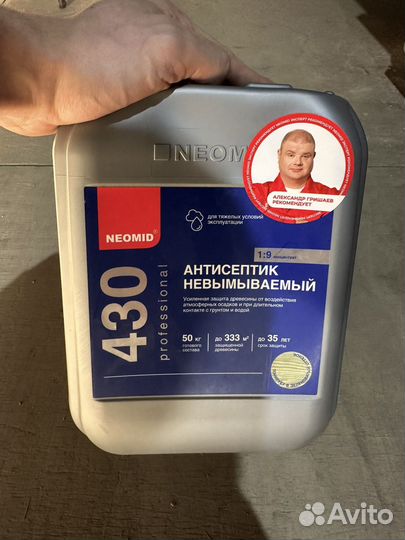 NEOMID
АЛЕКСАНДР ГРИШАЕВ
РЕКОМЕНДУЕТ
NEOMID
для тяжелых условий
эксплуатации
1:9 концентрат
430
professional
АНТИСЕПТИК
НЕВЫМЫВАЕМЫЙ
Усиленная защита древесины от воздействия
атмосферных осадков и при длительном
контакте с грунтом и водой
50 кг
готового
состава
до 333 м²
защищенной
древесины
до 35 лет
срок защиты
Avito